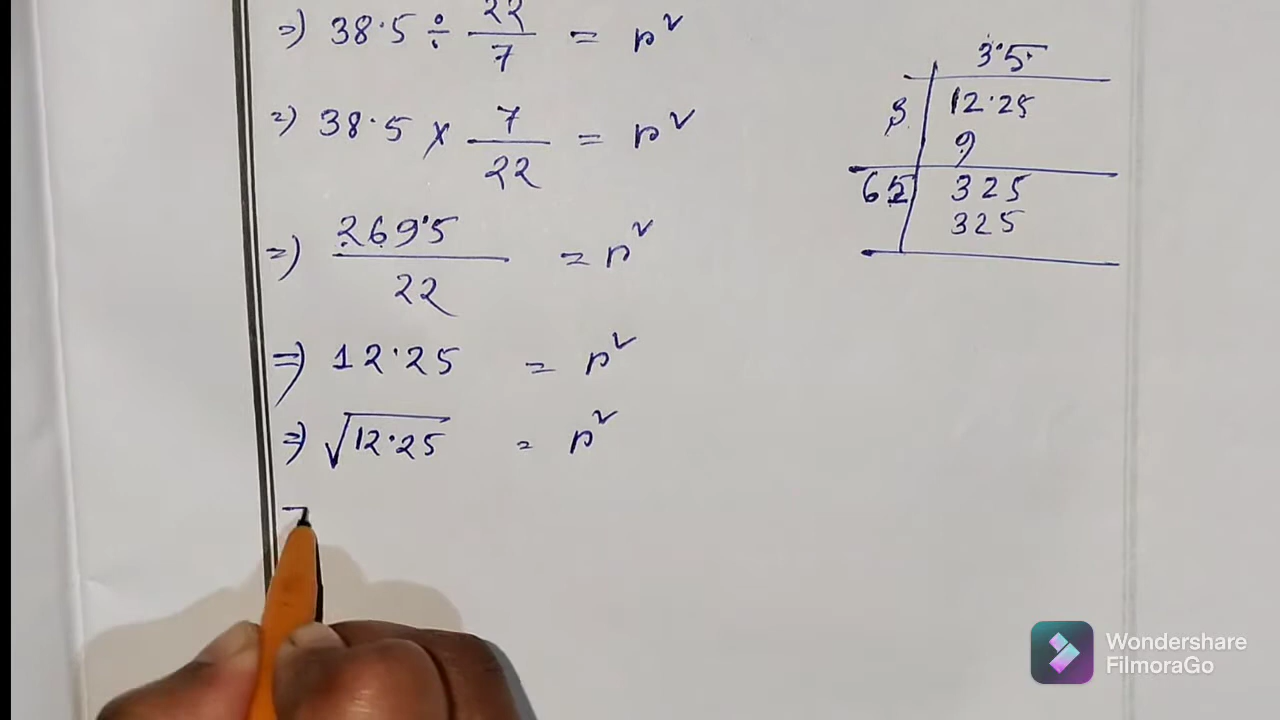 => 38.5 ÷ 22/7 = r²
=> 38.5 × 7/22 = r²
=> 269.5/22 = r²
=> 12.25 = r²
=> √12.25 = r²
3.5
3 | 12.25
9
65 | 325
325
Wondershare
FilmoraGo